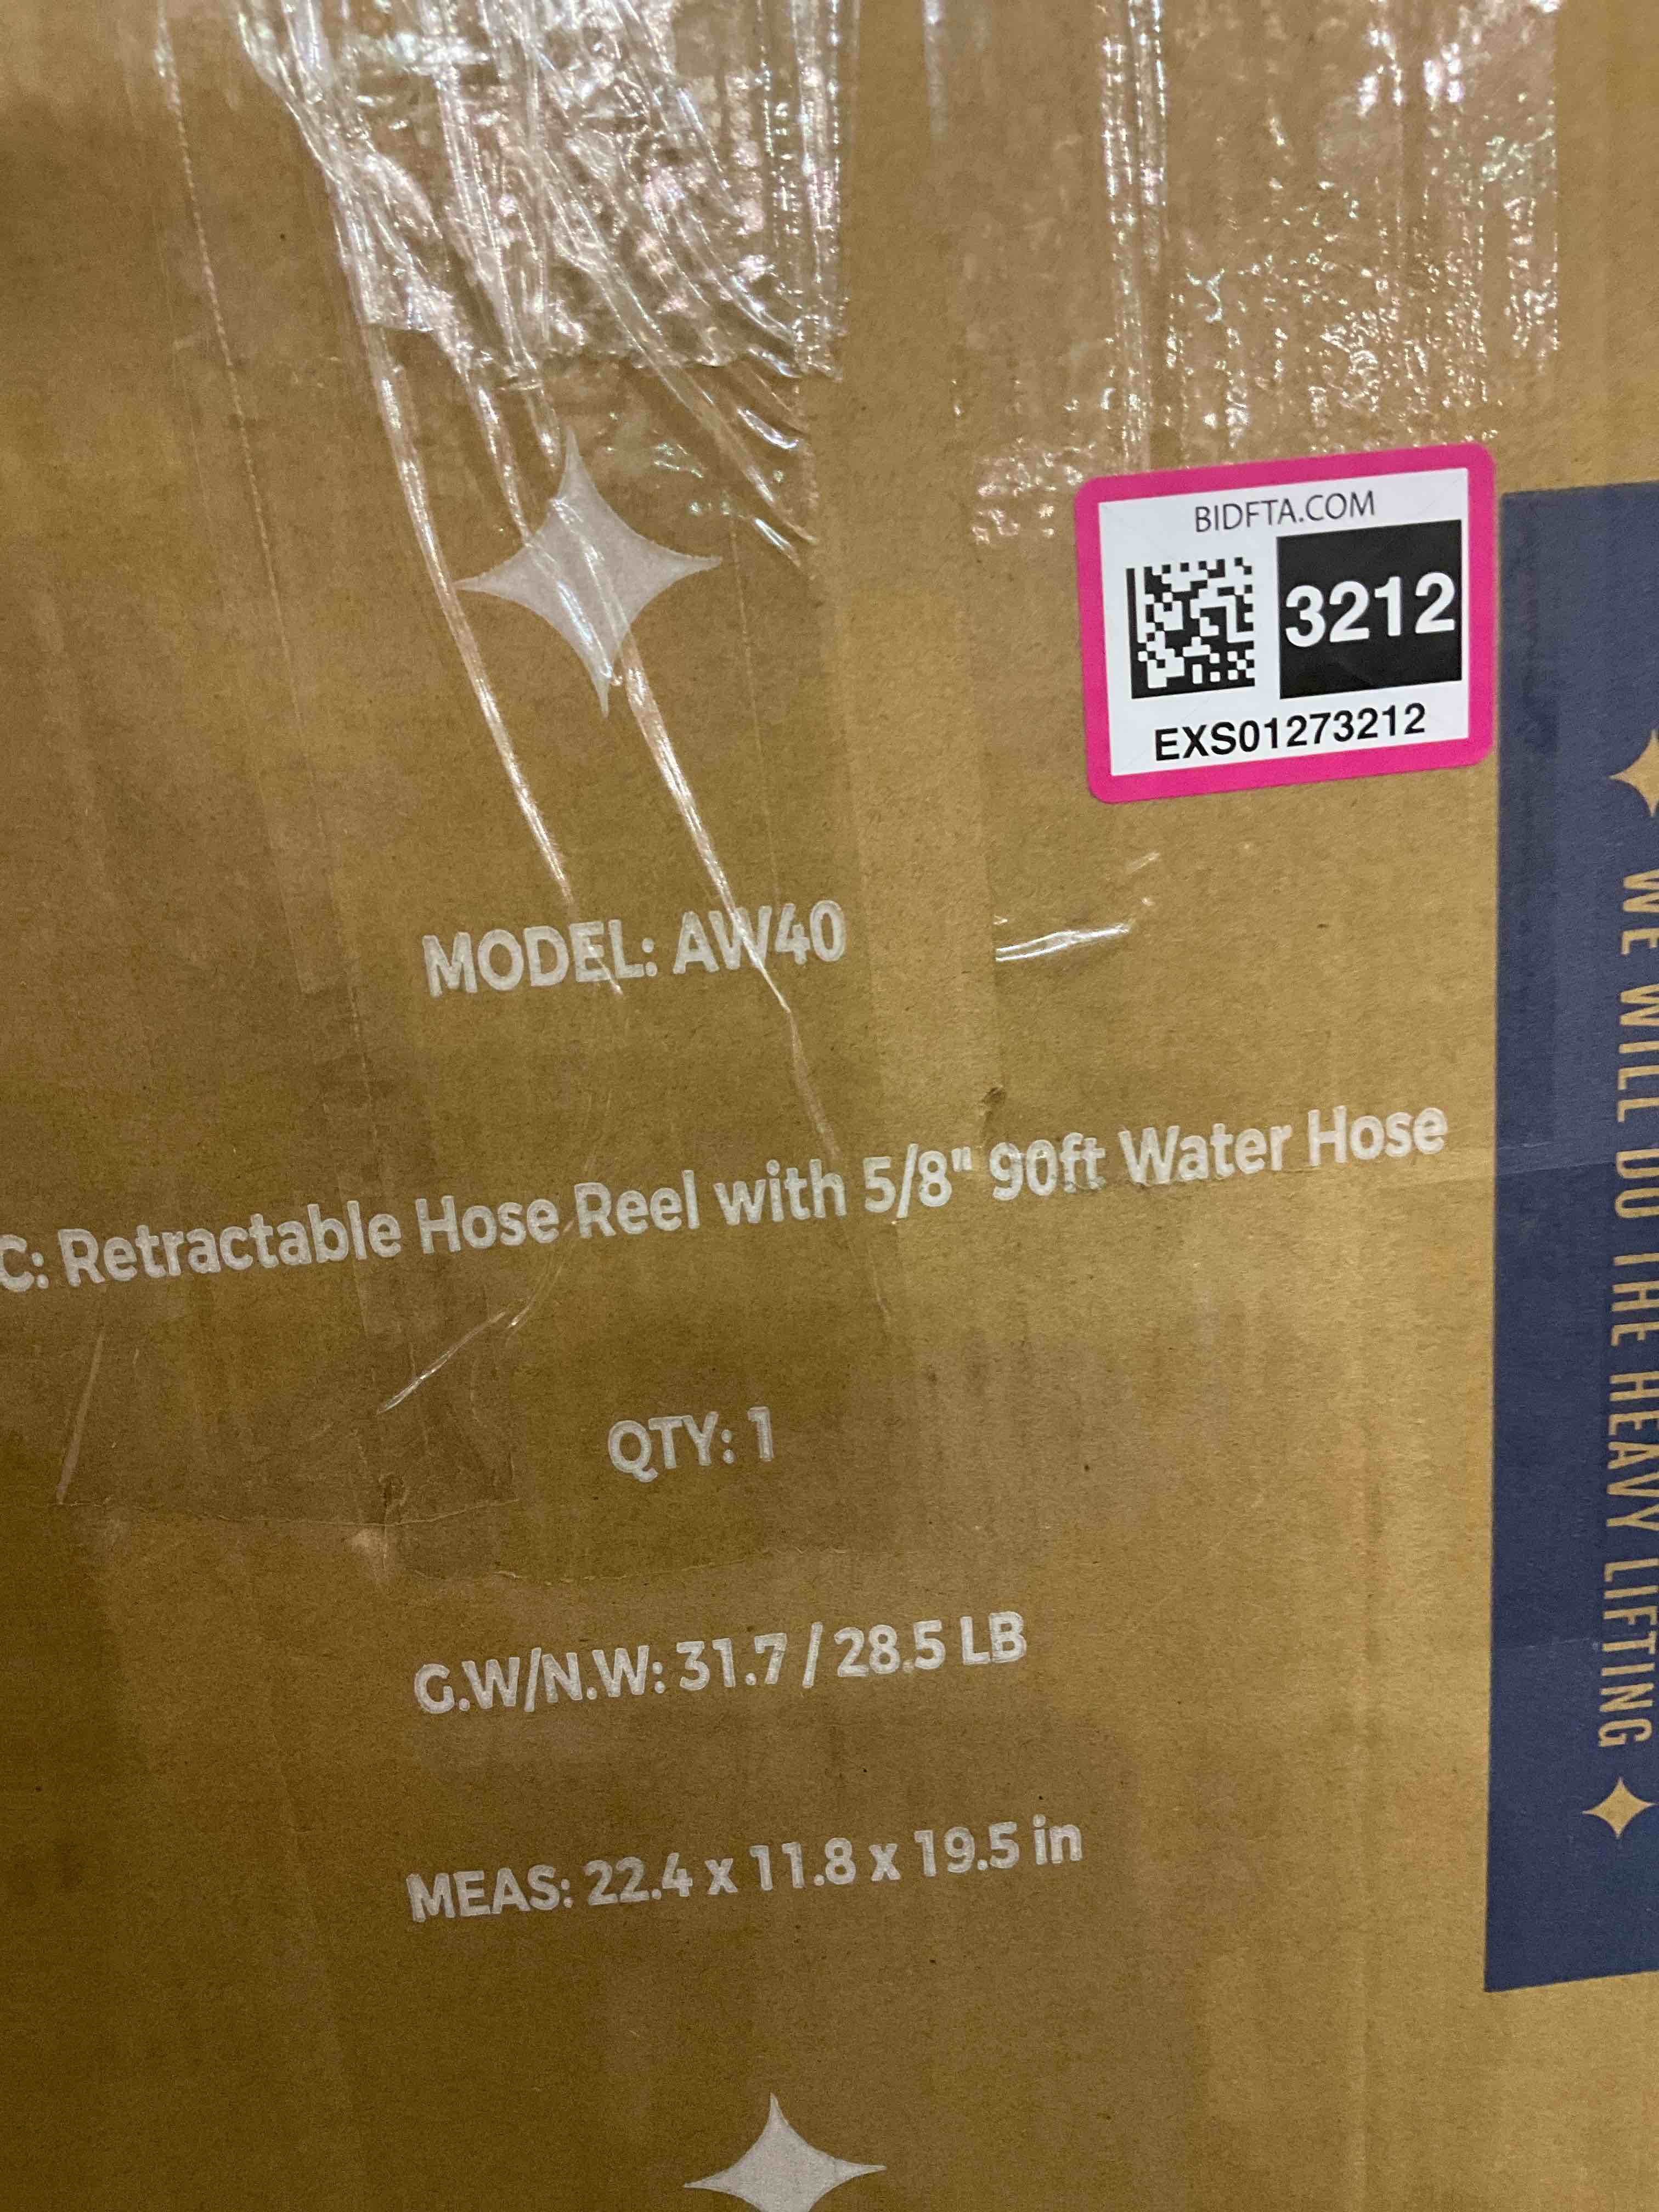 BIDFTA.COM
3212
EXS01273212
MODEL: AW40
C: Retractable Hose Reel with 5/8" 90ft Water Hose
QTY: 1
G.W/N.W: 31.7 / 28.5 LB
MEAS: 22.4 x 11.8 x 19.5 in
WE WILL DO THE HEAVY LIFTING